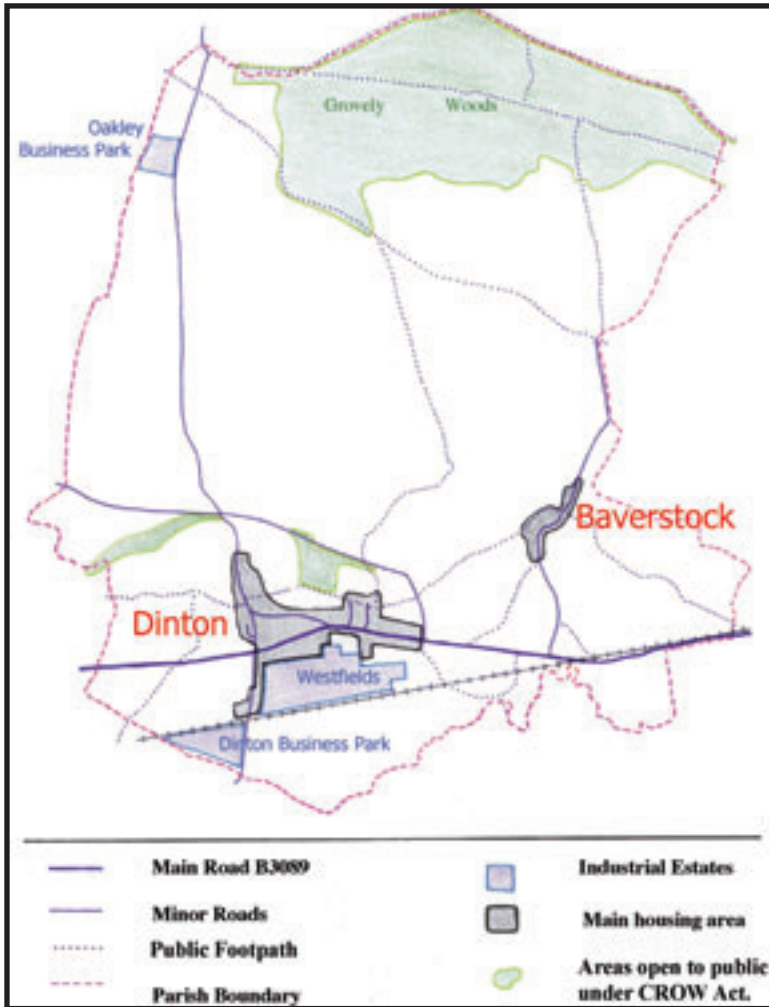 Grovely Woods
Oakley
Business Park
Baverstock
Dinton
Westfields
Dinton Business Park
Main Road B3089
Minor Roads
Public Footpath
Parish Boundary
Industrial Estates
Main housing area
Areas open to public
under CROW Act.